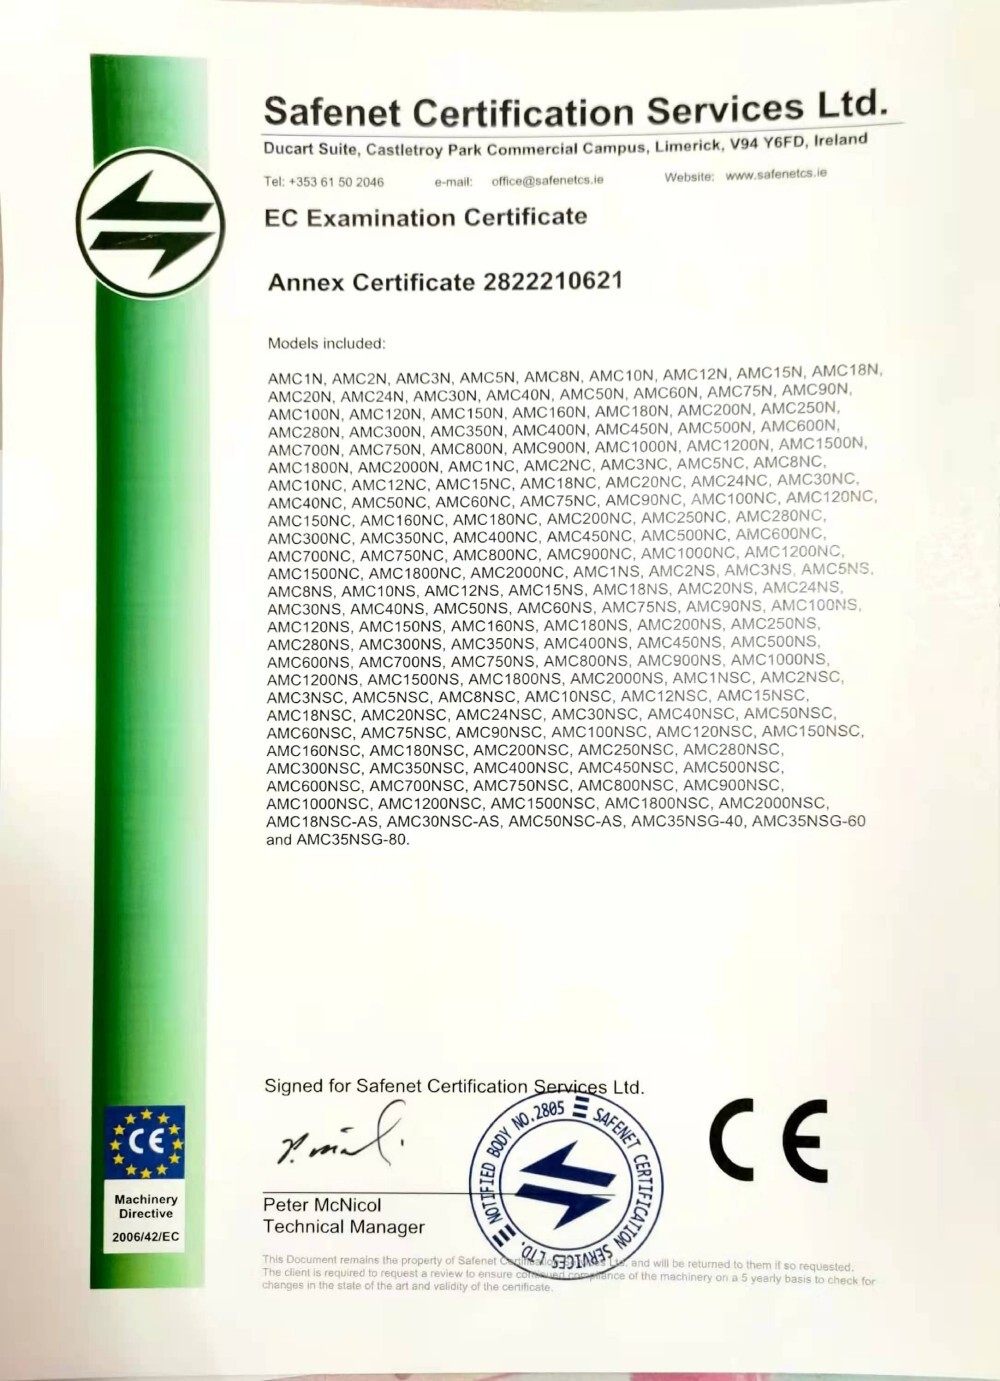 Safenet Certification Services Ltd.
Ducart Suite, Castletroy Park Commercial Campus, Limerick, V94 Y6FD, Ireland
Tel: +353 61 50 2046 e-mail: office@safenetcs.ie Website: www.safenetcs.ie
EC Examination Certificate
Annex Certificate 2822210621
Models included:
AMC1N, AMC2N, AMC3N, AMC5N, AMC8N, AMC10N, AMC12N, AMC15N, AMC18N,
AMC20N, AMC24N, AMC30N, AMC40N, AMC50N, AMC60N, AMC75N, AMC90N,
AMC100N, AMC120N, AMC150N, AMC160N, AMC180N, AMC200N, AMC250N,
AMC280N, AMC300N, AMC350N, AMC400N, AMC450N, AMC500N, AMC600N,
AMC700N, AMC750N, AMC800N, AMC900N, AMC1000N, AMC1200N, AMC1500N,
AMC1800N, AMC2000N, AMC1NC, AMC2NC, AMC3NC, AMC5NC, AMC8NC,
AMC10NC, AMC12NC, AMC15NC, AMC18NC, AMC20NC, AMC24NC, AMC30NC,
AMC40NC, AMC50NC, AMC60NC, AMC75NC, AMC90NC, AMC100NC, AMC120NC,
AMC150NC, AMC160NC, AMC180NC, AMC200NC, AMC250NC, AMC280NC,
AMC300NC, AMC350NC, AMC400NC, AMC450NC, AMC500NC, AMC600NC,
AMC700NC, AMC750NC, AMC800NC, AMC900NC, AMC1000NC, AMC1200NC,
AMC1500NC, AMC1800NC, AMC2000NC, AMC1NS, AMC2NS, AMC3NS, AMC5NS,
AMC8NS, AMC10NS, AMC12NS, AMC15NS, AMC18NS, AMC20NS, AMC24NS,
AMC30NS, AMC40NS, AMC50NS, AMC60NS, AMC75NS, AMC90NS, AMC100NS,
AMC120NS, AMC150NS, AMC160NS, AMC180NS, AMC200NS, AMC250NS,
AMC280NS, AMC300NS, AMC350NS, AMC400NS, AMC450NS, AMC500NS,
AMC600NS, AMC700NS, AMC750NS, AMC800NS, AMC900NS, AMC1000NS,
AMC1200NS, AMC1500NS, AMC1800NS, AMC2000NS, AMC1NSC, AMC2NSC,
AMC3NSC, AMC5NSC, AMC8NSC, AMC10NSC, AMC12NSC, AMC15NSC,
AMC18NSC, AMC20NSC, AMC24NSC, AMC30NSC, AMC40NSC, AMC50NSC,
AMC60NSC, AMC75NSC, AMC90NSC, AMC100NSC, AMC120NSC, AMC150NSC,
AMC160NSC, AMC180NSC, AMC200NSC, AMC250NSC, AMC280NSC,
AMC300NSC, AMC350NSC, AMC400NSC, AMC450NSC, AMC500NSC,
AMC600NSC, AMC700NSC, AMC750NSC, AMC800NSC, AMC900NSC,
AMC1000NSC, AMC1200NSC, AMC1500NSC, AMC1800NSC, AMC2000NSC,
AMC18NSC-AS, AMC30NSC-AS, AMC50NSC-AS, AMC35NSG-40, AMC35NSG-60
and AMC35NSG-80.
Signed for Safenet Certification Services Ltd.
NOTIFIED BODY NO.2805 SAFENET CERTIFICATION SERVICES LTD.
CE
CE
Peter McNicol
Technical Manager
Machinery
Directive
2006/42/EC
This Document remains the property of Safenet Certification Services Ltd. and will be returned to them if so requested.
The client is required to request a review to ensure continued compliance of the machinery on a 5 yearly basis to check for
changes in the state of the art and validity of the certificate.